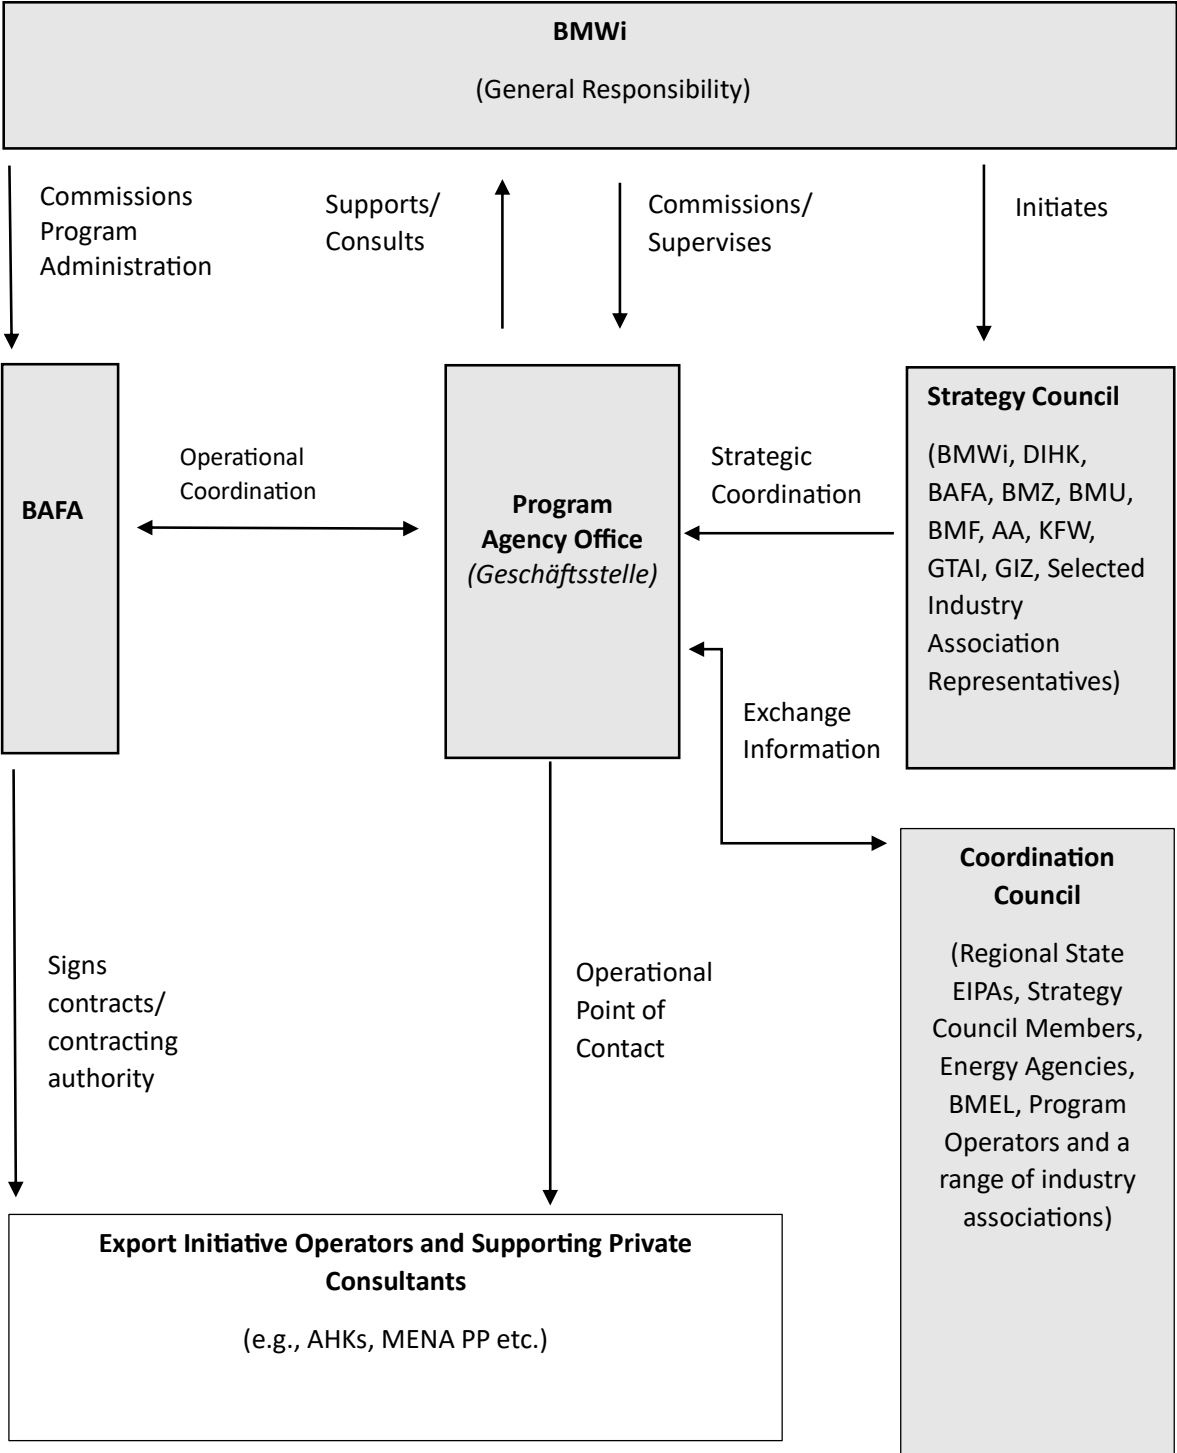 BMWi
(General Responsibility)
Commissions
Program
Administration
Supports/
Consults
Commissions/
Supervises
Initiates
BAFA
Operational
Coordination
Program
Agency Office
(Geschäftsstelle)
Strategic
Coordination
Strategy Council
(BMWi, DIHK,
BAFA, BMZ, BMU,
BMF, AA, KFW,
GTAI, GIZ, Selected
Industry
Association
Representatives)
Exchange
Information
Coordination
Council
(Regional State
EIPAs, Strategy
Council Members,
Energy Agencies,
BMEL, Program
Operators and a
range of industry
associations)
Signs
contracts/
contracting
authority
Operational
Point of
Contact
Export Initiative Operators and Supporting Private
Consultants
(e.g., AHKs, MENA PP etc.)